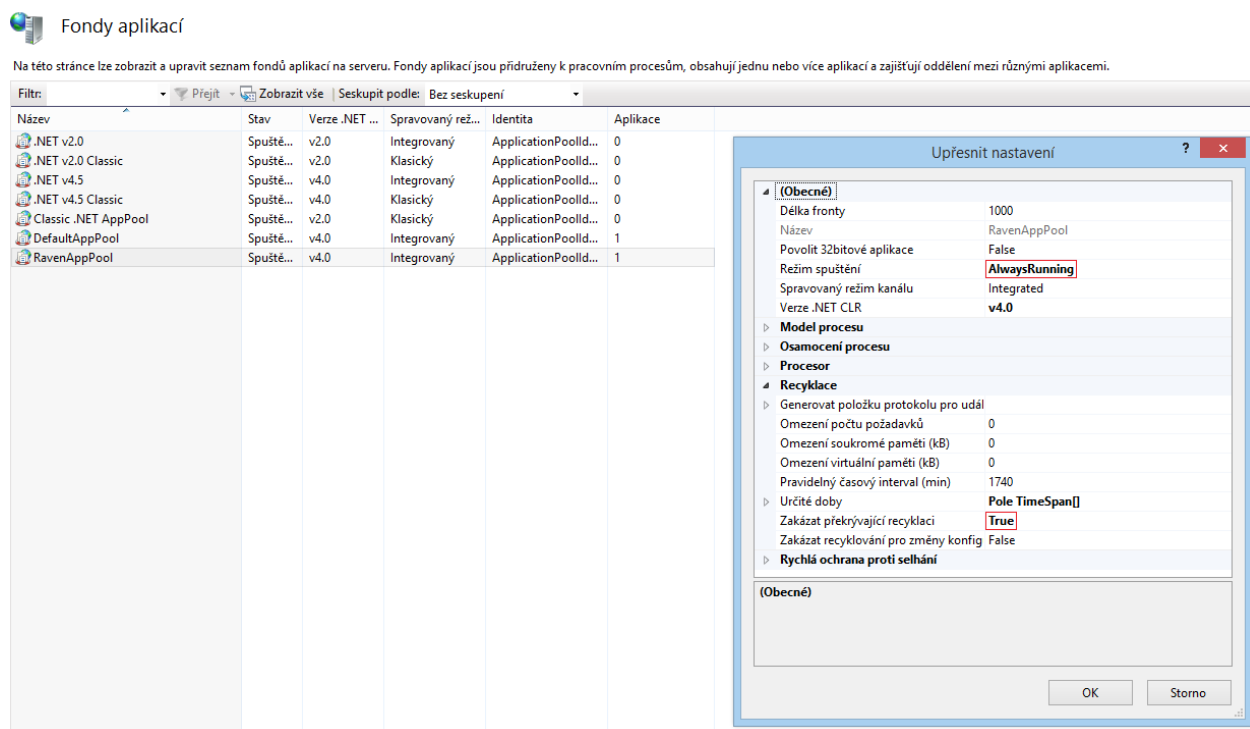 Fondy aplikací
Na této stránce lze zobrazit a upravit seznam fondů aplikací na serveru. Fondy aplikací jsou přidruženy k pracovním procesům, obsahují jednu nebo více aplikací a zajišťují oddělení mezi různými aplikacemi.
Filtr: Přejít Zobrazit vše Seskupit podle: Bez seskupení
Název Stav Verze .NET ... Spravovaný rež... Identita Aplikace
.NET v2.0 Spuště... v2.0 Integrovaný ApplicationPoolId... 0
.NET v2.0 Classic Spuště... v2.0 Klasický ApplicationPoolId... 0
.NET v4.5 Spuště... v4.0 Integrovaný ApplicationPoolId... 0
.NET v4.5 Classic Spuště... v4.0 Klasický ApplicationPoolId... 0
Classic .NET AppPool Spuště... v2.0 Klasický ApplicationPoolId... 0
DefaultAppPool Spuště... v4.0 Integrovaný ApplicationPoolId... 1
RavenAppPool Spuště... v4.0 Integrovaný ApplicationPoolId... 1
Upřesnit nastavení ? ×
(Obecné)
Délka fronty 1000
Název RavenAppPool
Povolit 32bitové aplikace False
Režim spuštění AlwaysRunning
Spravovaný režim kanálu Integrated
Verze .NET CLR v4.0
Model procesu
Osamocení procesu
Procesor
Recyklace
Generovat položku protokolu pro udál
Omezení počtu požadavků 0
Omezení soukromé paměti (kB) 0
Omezení virtuální paměti (kB) 0
Pravidelný časový interval (min) 1740
Určité doby Pole TimeSpan[]
Zakázat překrývající recyklaci True
Zakázat recyklování pro změny konfig False
Rychlá ochrana proti selhání
(Obecné)
OK Storno